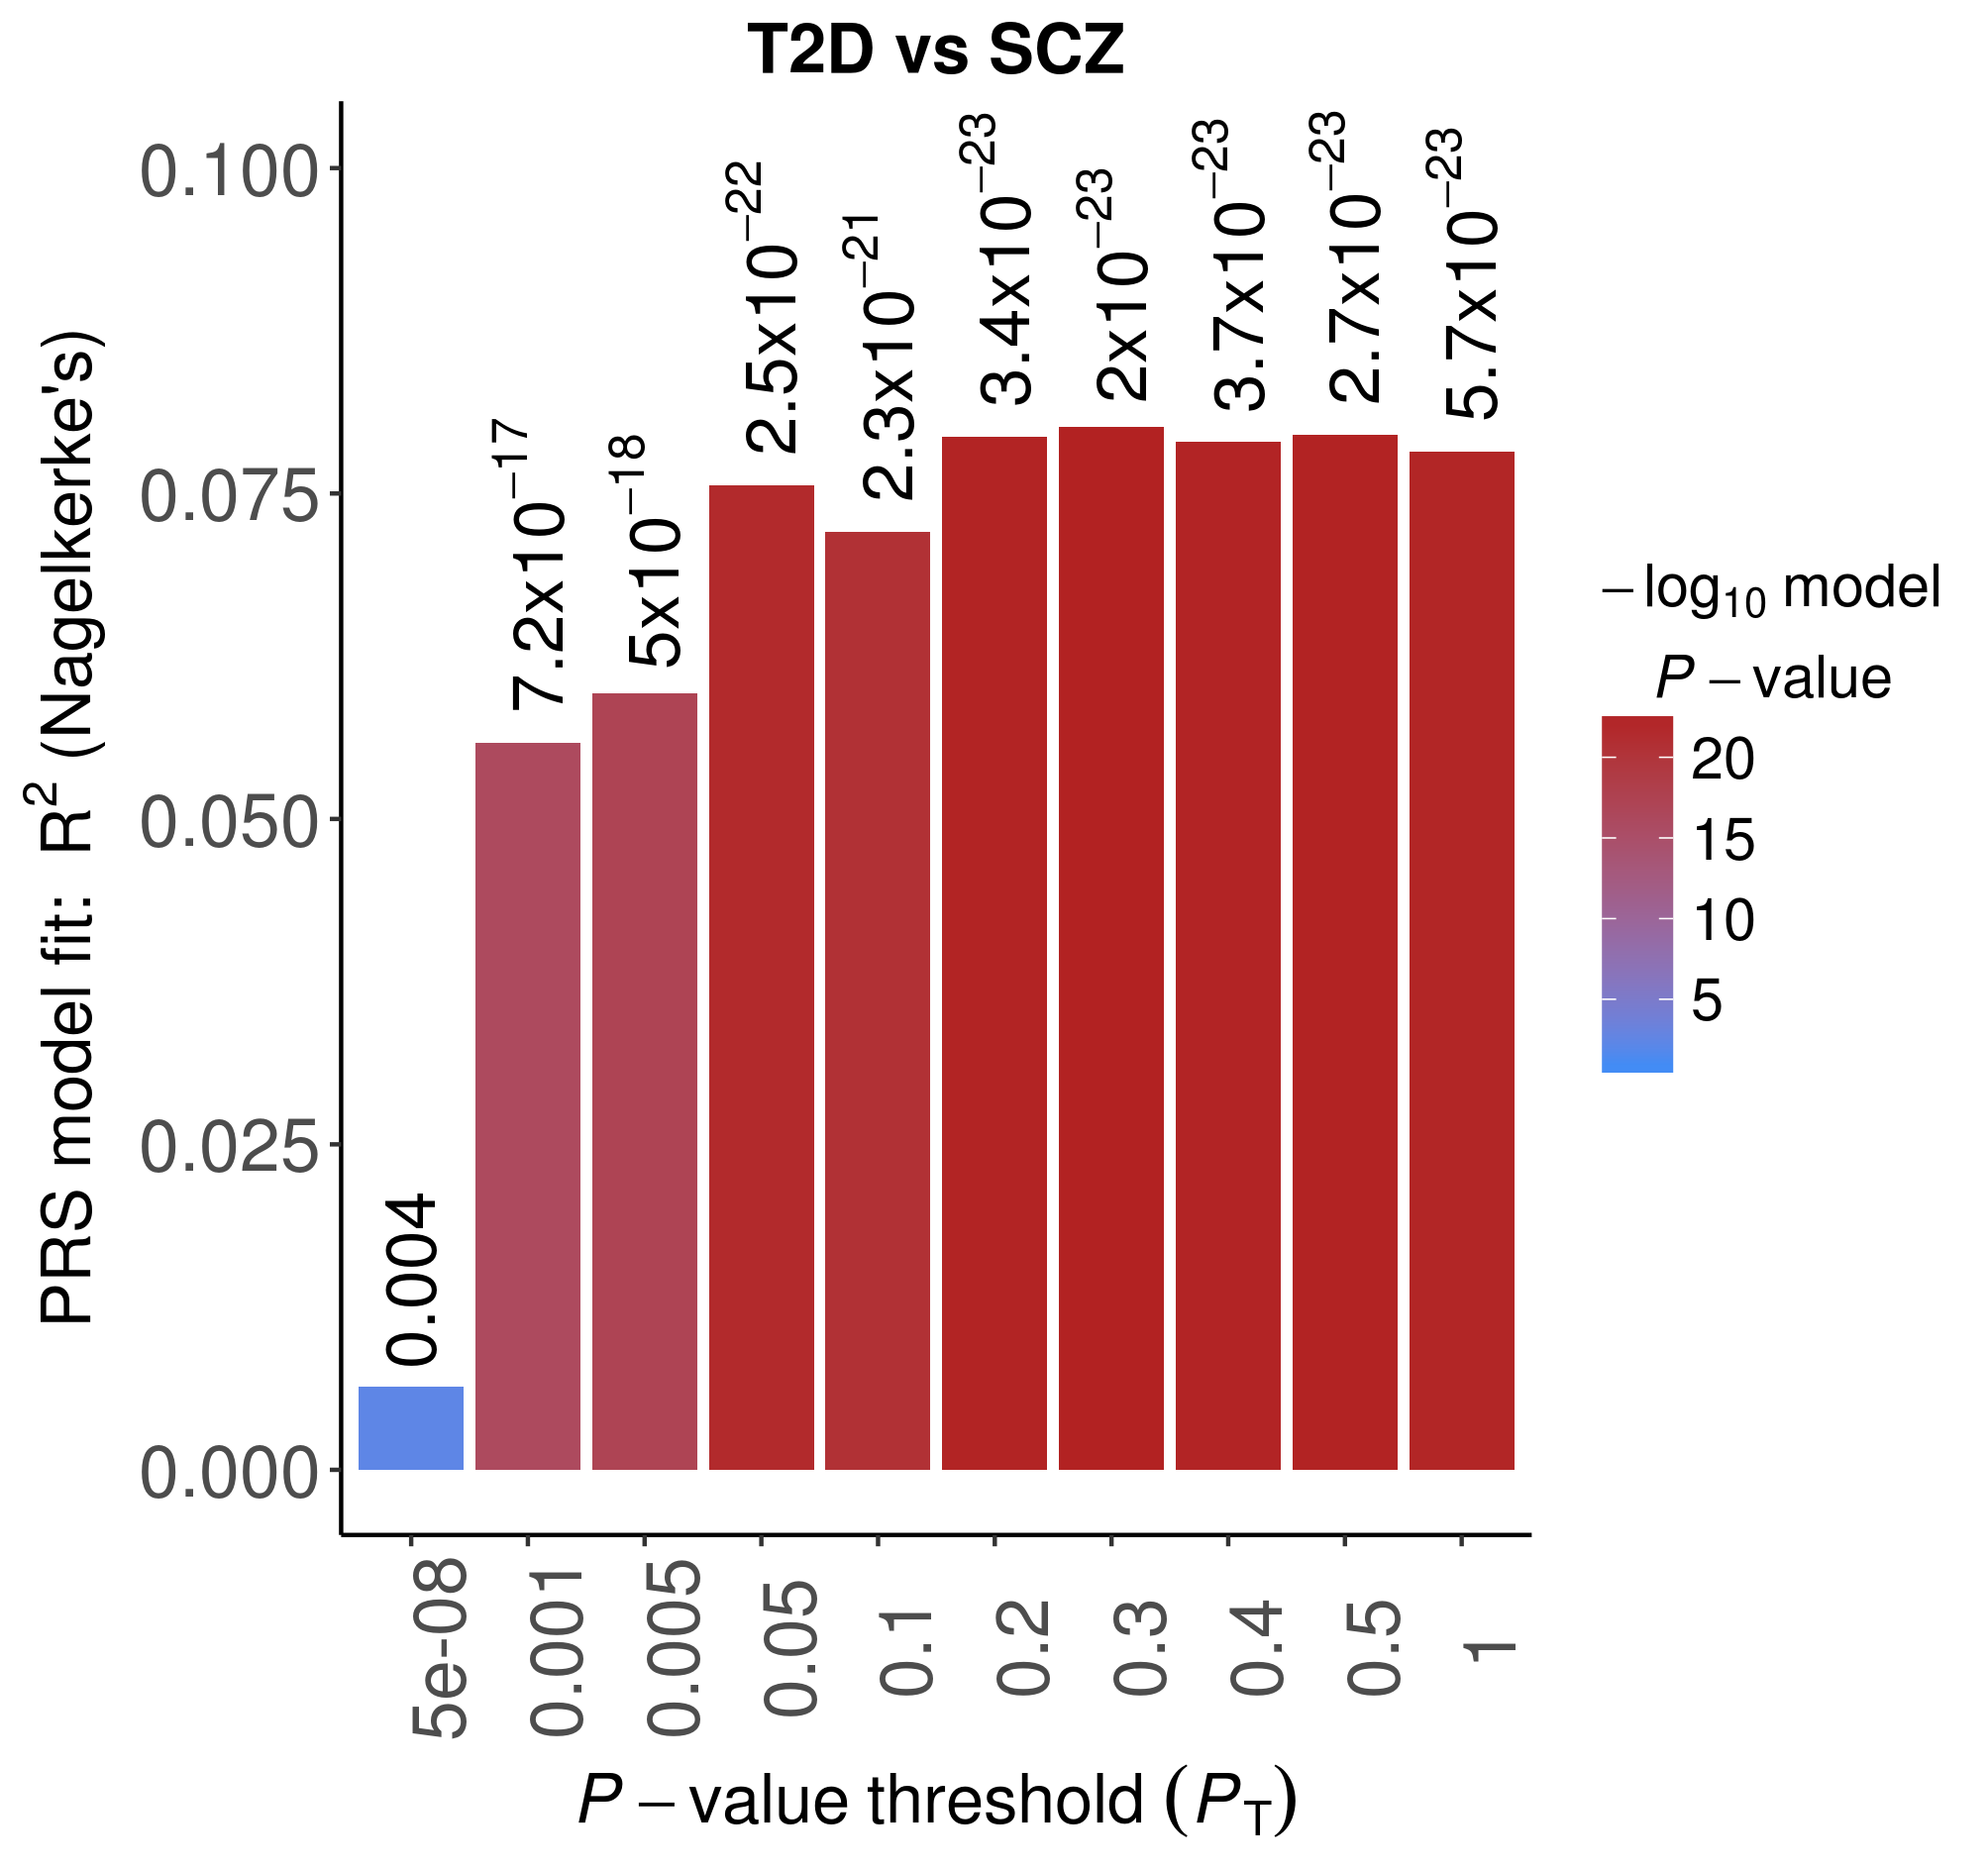 T2D vs SCZ
PRS model fit: R² (Nagelkerke's)
0.100
0.075
0.050
0.025
0.000
0.004
7.2x10⁻¹⁷
5x10⁻¹⁸
2.5x10⁻²²
2.3x10⁻²¹
3.4x10⁻²³
2x10⁻²³
3.7x10⁻²³
2.7x10⁻²³
5.7x10⁻²³
5e-08
0.001
0.005
0.05
0.1
0.2
0.3
0.4
0.5
1
P − value threshold (P_T)
−log₁₀ model
P − value
20
15
10
5